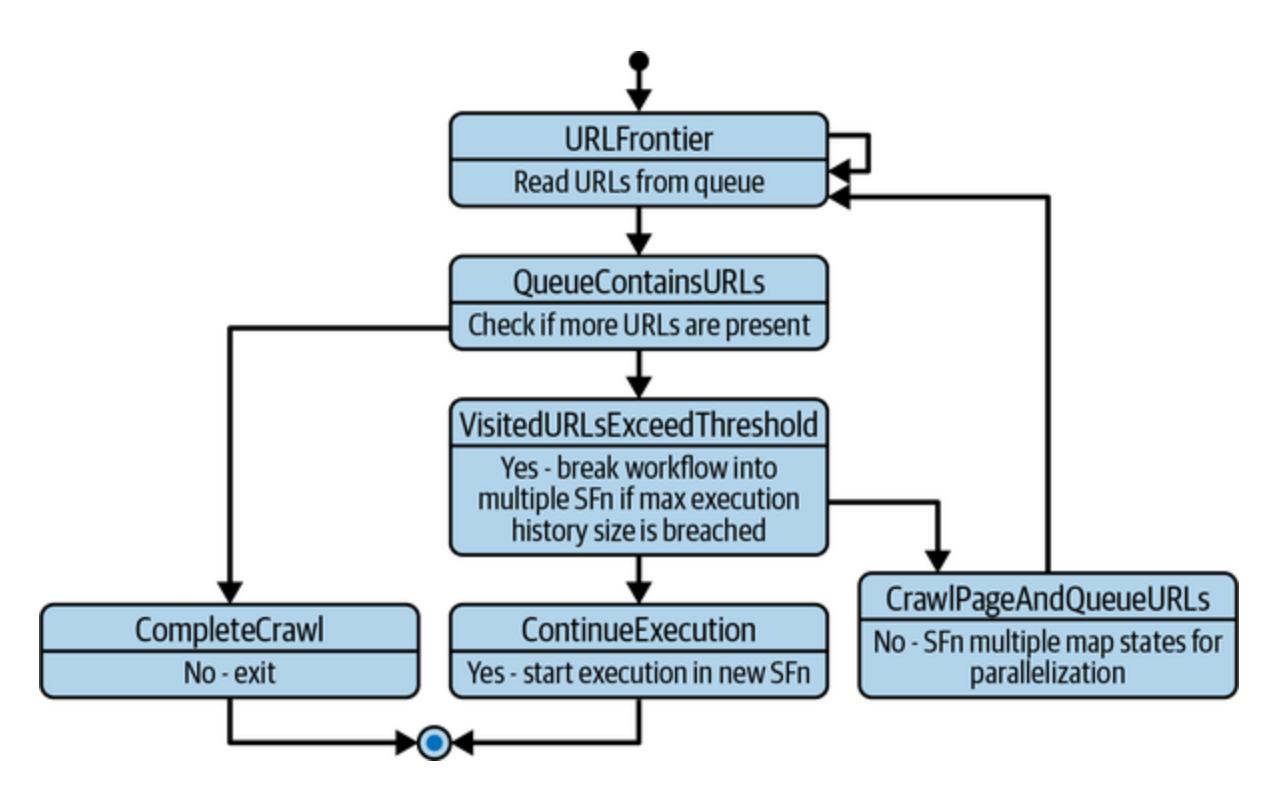 URLFrontier
Read URLs from queue
QueueContainsURLs
Check if more URLs are present
VisitedURLsExceedThreshold
Yes - break workflow into
multiple SFn if max execution
history size is breached
CompleteCrawl
No - exit
ContinueExecution
Yes - start execution in new SFn
CrawlPageAndQueueURLs
No - SFn multiple map states for
parallelization